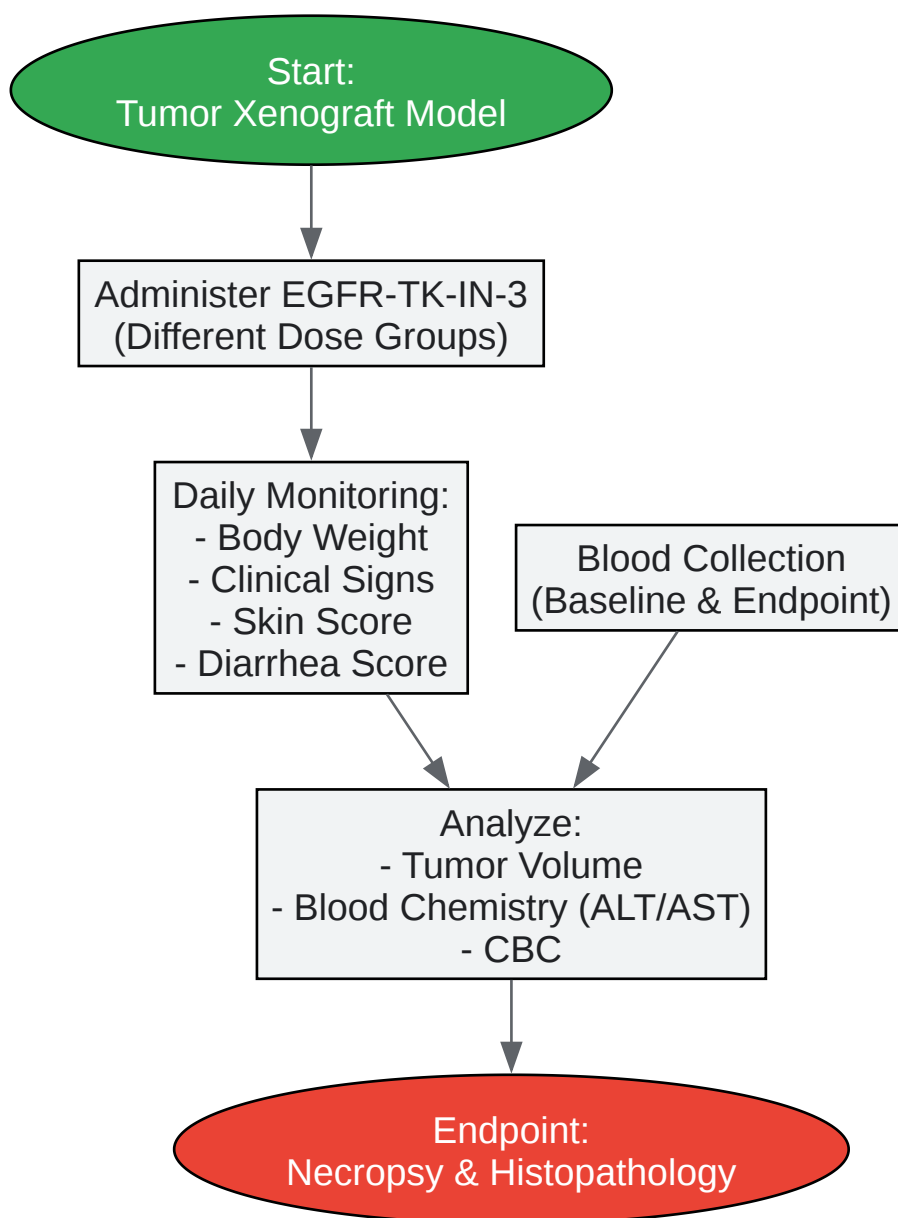 Start:
Tumor Xenograft Model
Administer EGFR-TK-IN-3
(Different Dose Groups)
Daily Monitoring:
- Body Weight
- Clinical Signs
- Skin Score
- Diarrhea Score
Blood Collection
(Baseline & Endpoint)
Analyze:
- Tumor Volume
- Blood Chemistry (ALT/AST)
- CBC
Endpoint:
Necropsy & Histopathology